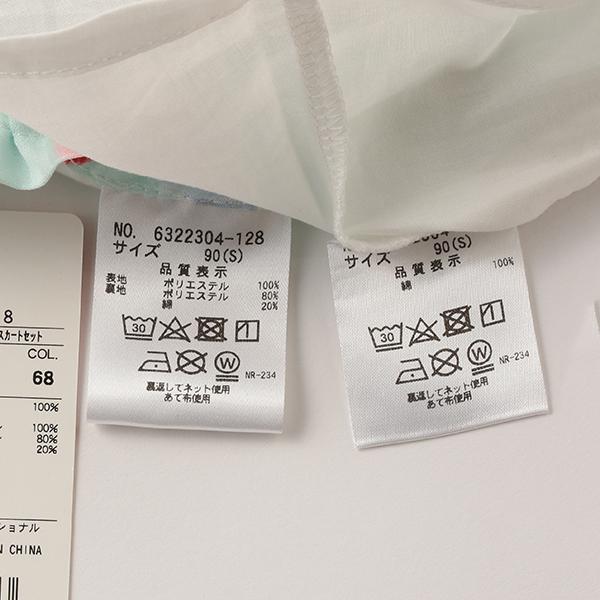 NO. 6322304-128
サイズ 90(S)
品質表示
表地 ポリエステル 100%
裏地 ポリエステル 80%
綿 20%
30
W
NR-234
裏返してネット使用
あて布使用
サイズ 90(S)
品質表示
100%
綿
30
W
NR-234
裏返してネット使用
あて布使用
8
スカートセット
COL.
68
100%
100%
80%
20%
ショナル
N CHINA